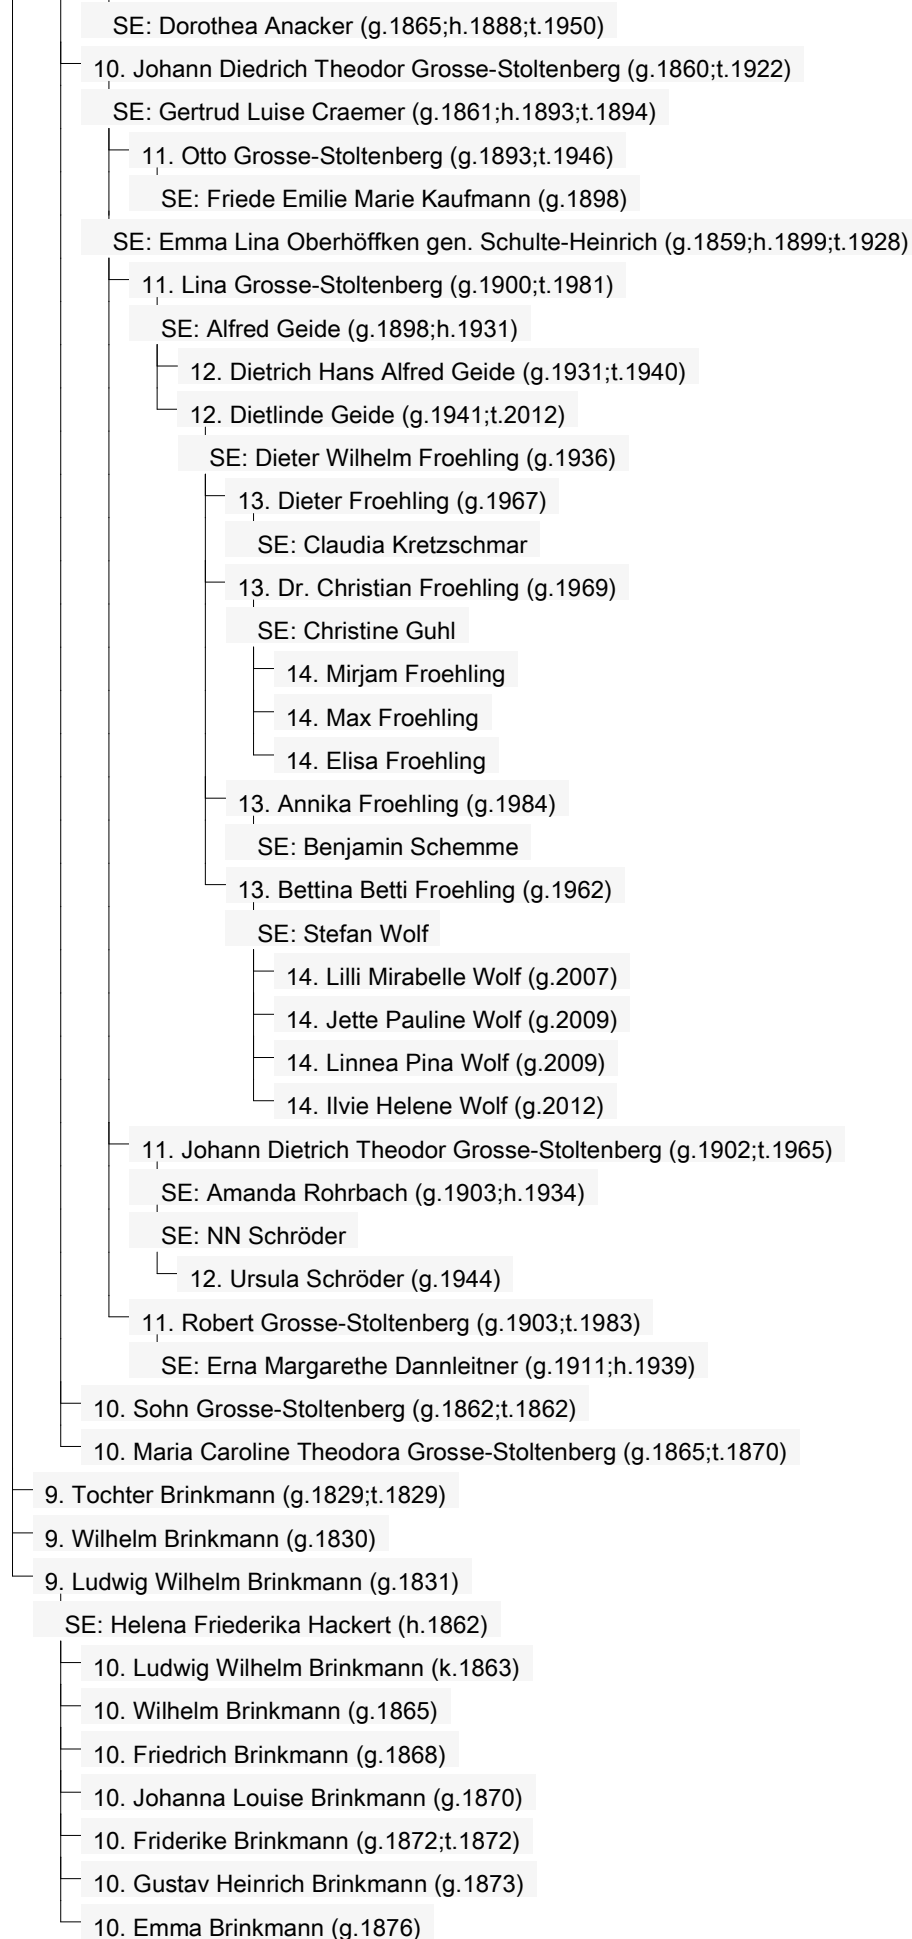 SE: Dorothea Anacker (g.1865;h.1888;t.1950)
10. Johann Diedrich Theodor Grosse-Stoltenberg (g.1860;t.1922)
SE: Gertrud Luise Craemer (g.1861;h.1893;t.1894)
11. Otto Grosse-Stoltenberg (g.1893;t.1946)
SE: Friede Emilie Marie Kaufmann (g.1898)
SE: Emma Lina Oberhöffken gen. Schulte-Heinrich (g.1859;h.1899;t.1928)
11. Lina Grosse-Stoltenberg (g.1900;t.1981)
SE: Alfred Geide (g.1898;h.1931)
12. Dietrich Hans Alfred Geide (g.1931;t.1940)
12. Dietlinde Geide (g.1941;t.2012)
SE: Dieter Wilhelm Froehling (g.1936)
13. Dieter Froehling (g.1967)
SE: Claudia Kretzschmar
13. Dr. Christian Froehling (g.1969)
SE: Christine Guhl
14. Mirjam Froehling
14. Max Froehling
14. Elisa Froehling
13. Annika Froehling (g.1984)
SE: Benjamin Schemme
13. Bettina Betti Froehling (g.1962)
SE: Stefan Wolf
14. Lilli Mirabelle Wolf (g.2007)
14. Jette Pauline Wolf (g.2009)
14. Linnea Pina Wolf (g.2009)
14. Ilvie Helene Wolf (g.2012)
11. Johann Dietrich Theodor Grosse-Stoltenberg (g.1902;t.1965)
SE: Amanda Rohrbach (g.1903;h.1934)
SE: NN Schröder
12. Ursula Schröder (g.1944)
11. Robert Grosse-Stoltenberg (g.1903;t.1983)
SE: Erna Margarethe Dannleitner (g.1911;h.1939)
10. Sohn Grosse-Stoltenberg (g.1862;t.1862)
10. Maria Caroline Theodora Grosse-Stoltenberg (g.1865;t.1870)
9. Tochter Brinkmann (g.1829;t.1829)
9. Wilhelm Brinkmann (g.1830)
9. Ludwig Wilhelm Brinkmann (g.1831)
SE: Helena Friederika Hackert (h.1862)
10. Ludwig Wilhelm Brinkmann (k.1863)
10. Wilhelm Brinkmann (g.1865)
10. Friedrich Brinkmann (g.1868)
10. Johanna Louise Brinkmann (g.1870)
10. Friderike Brinkmann (g.1872;t.1872)
10. Gustav Heinrich Brinkmann (g.1873)
10. Emma Brinkmann (g.1876)